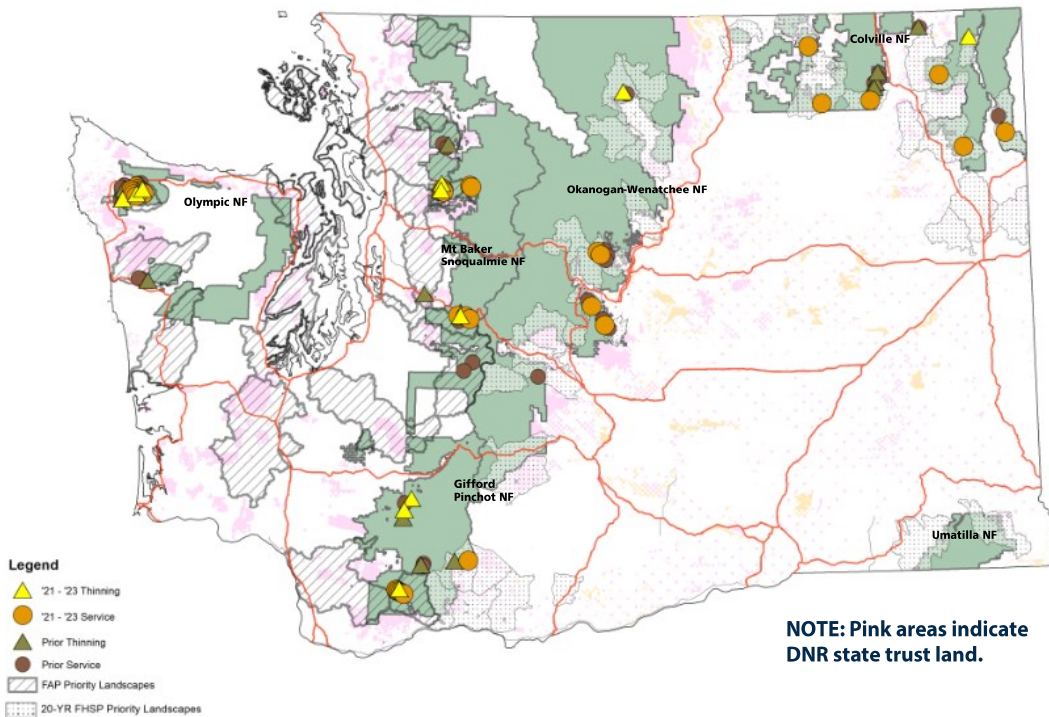 Colville NF
Okanogan-Wenatchee NF
Olympic NF
Mt Baker
Snoqualmie NF
Gifford
Pinchot NF
Umatilla NF
Legend
'21 - '23 Thinning
'21 - '23 Service
Prior Thinning
Prior Service
FAP Priority Landscapes
20-YR FHSP Priority Landscapes
NOTE: Pink areas indicate
DNR state trust land.